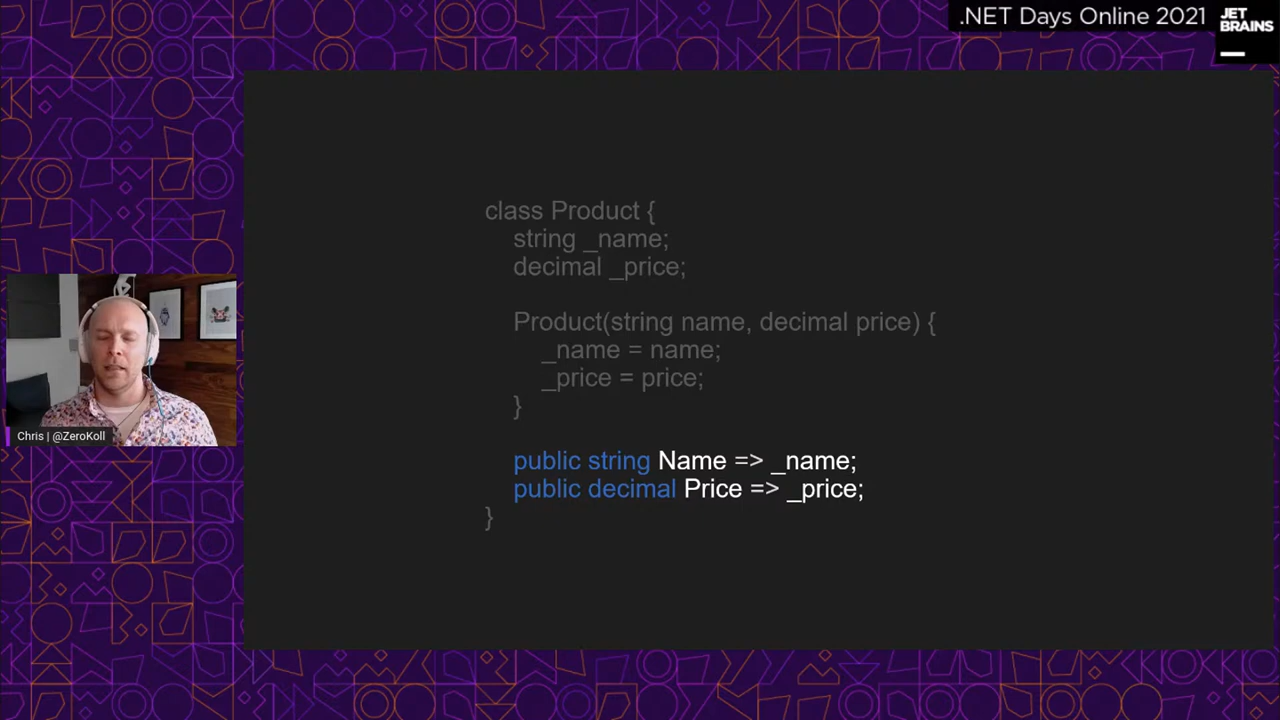 .NET Days Online 2021
JET
BRAINS
class Product {
string _name;
decimal _price;
Product(string name, decimal price) {
_name = name;
_price = price;
}
public string Name => _name;
public decimal Price => _price;
}
Chris | @ZeroKoll